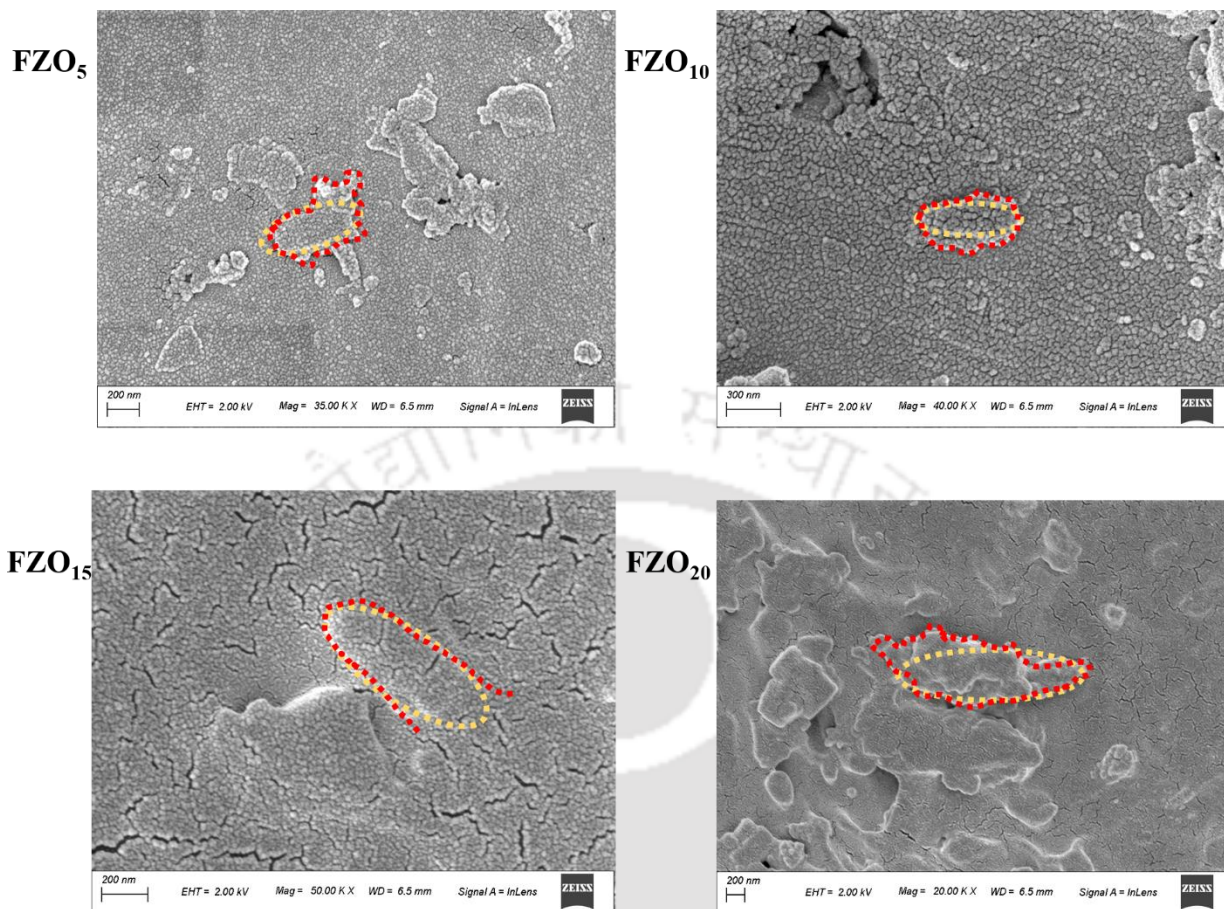 FZO₅
FZO₁₀
200 nm EHT = 2.00 kV Mag = 35.00 K X WD = 6.5 mm Signal A = InLens ZEISS
300 nm EHT = 2.00 kV Mag = 40.00 K X WD = 6.5 mm Signal A = InLens ZEISS
FZO₁₅
FZO₂₀
200 nm EHT = 2.00 kV Mag = 50.00 K X WD = 6.5 mm Signal A = InLens ZEISS
200 nm EHT = 2.00 kV Mag = 20.00 K X WD = 6.5 mm Signal A = InLens ZEISS